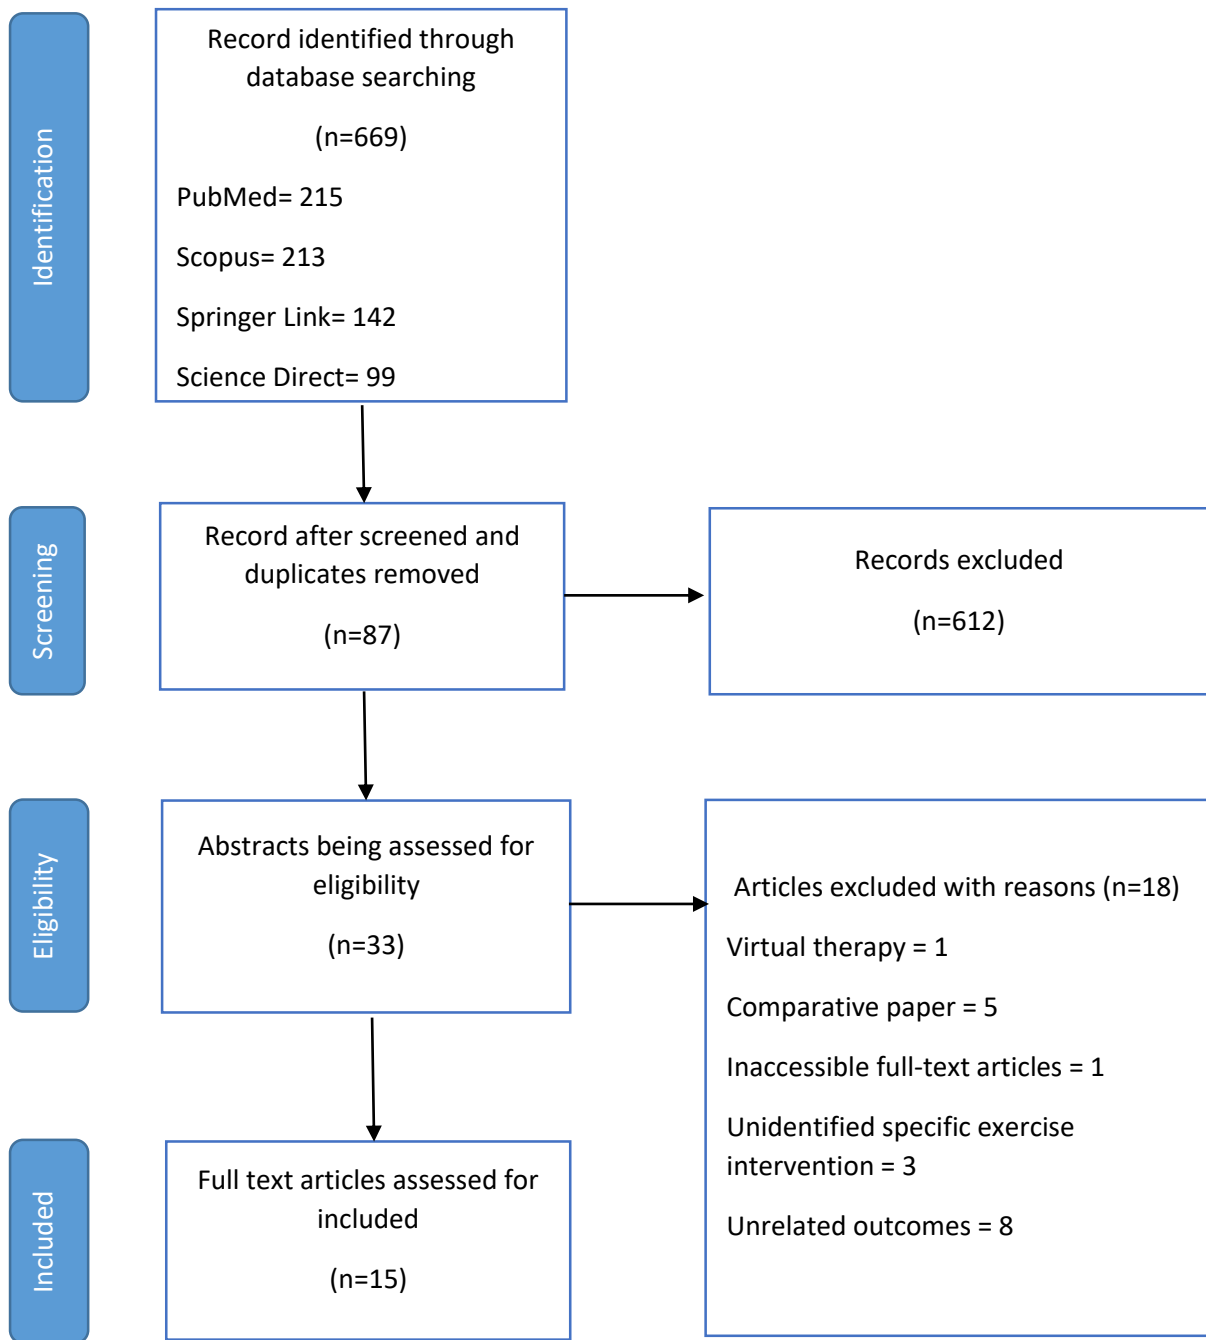 Identification
Record identified through
database searching
(n=669)
PubMed= 215
Scopus= 213
Springer Link= 142
Science Direct= 99
Screening
Record after screened and
duplicates removed
(n=87)
Records excluded
(n=612)
Eligibility
Abstracts being assessed for
eligibility
(n=33)
Articles excluded with reasons (n=18)
Virtual therapy = 1
Comparative paper = 5
Inaccessible full-text articles = 1
Unidentified specific exercise
intervention = 3
Unrelated outcomes = 8
Included
Full text articles assessed for
included
(n=15)